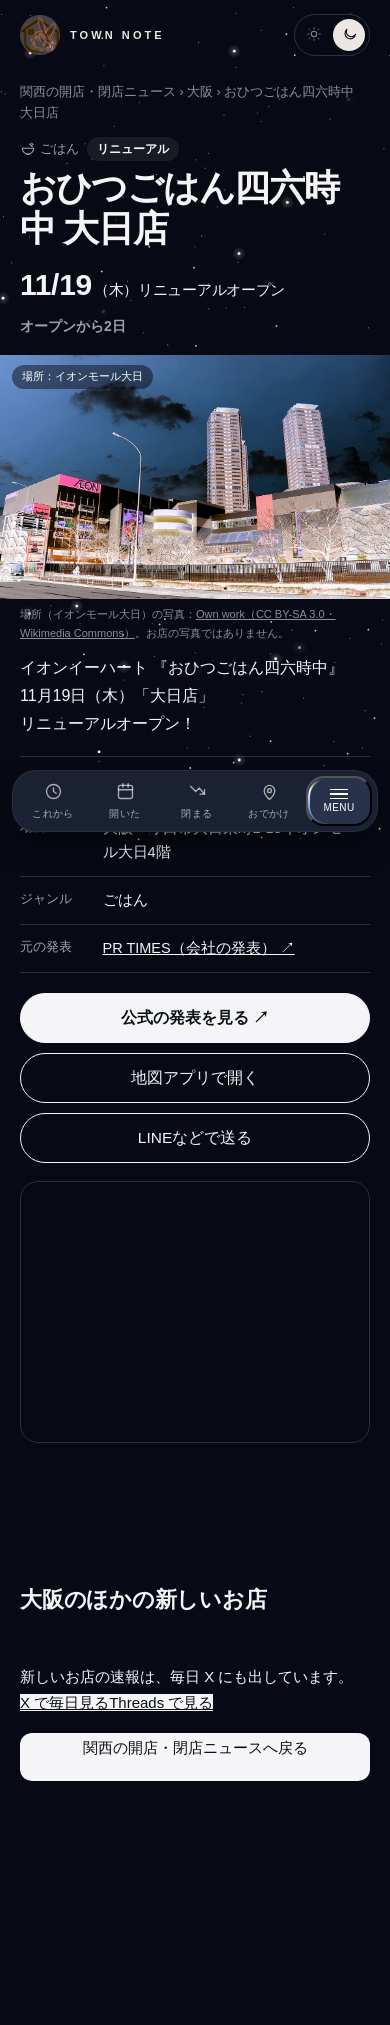 TOWN NOTE
関西の開店・閉店ニュース › 大阪 › おひつごはん四六時中
大日店
ごはん リニューアル
おひつごはん四六時
中 大日店
11/19（木）リニューアルオープン
オープンから2日
場所：イオンモール大日
AEON
場所（イオンモール大日）の写真：Own work（CC BY-SA 3.0・
Wikimedia Commons）。お店の写真ではありません。
イオンイーハート『おひつごはん四六時中』
11月19日（木）「大日店」
リニューアルオープン！
これから 開いた 閉まる おでかけ MENU
ル大日4階
ジャンル ごはん
元の発表 PR TIMES（会社の発表） ↗
公式の発表を見る ↗
地図アプリで開く
LINEなどで送る
大阪のほかの新しいお店
新しいお店の速報は、毎日 X にも出しています。
X で毎日見るThreads で見る
関西の開店・閉店ニュースへ戻る